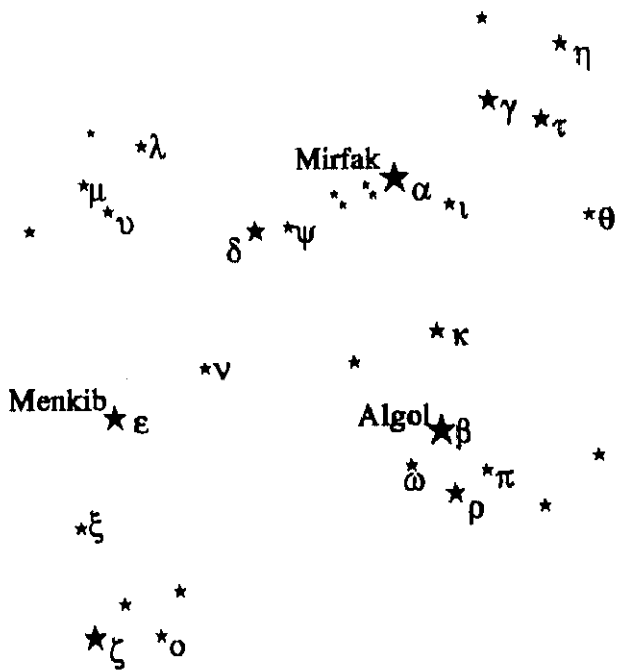 η
γ τ
λ
Mirfak
α
μ
ι
υ
θ
δ ψ
κ
ν
Menkib
ε
Algol
β
ω
π
ρ
ξ
ζ
ο